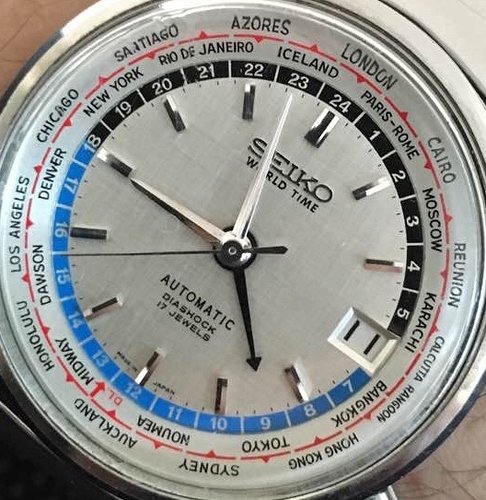 AZORES
ICELAND
LONDON
PARIS-ROME
CAIRO
MOSCOW
REUNION
KARACHI
CALCUTTA
RANGOON
BANGKOK
HONG KONG
TOKYO
SYDNEY
NOUMEA
AUCKLAND
D.L.
MIDWAY
HONOLULU
DAWSON
LOS ANGELES
DENVER
CHICAGO
NEW YORK
SANTIAGO
RIO DE JANEIRO
22 23 24 1 2 3 4 5 7 8 9 10 11 12 13 14 15 16 17 18 19 20 21
SEIKO
WORLD TIME
11
AUTOMATIC
DIASHOCK
17 JEWELS
JAPAN